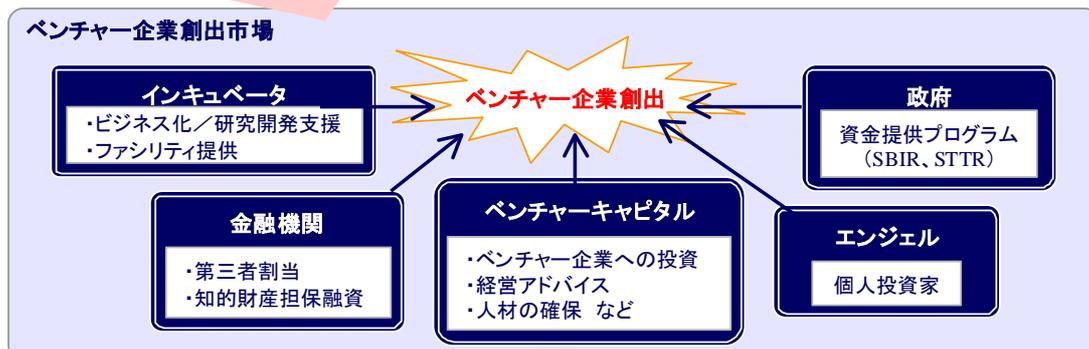 ベンチャー企業創出市場
インキュベータ
・ビジネス化／研究開発支援
・ファシリティ提供
ベンチャー企業創出
政府
資金提供プログラム
（SBIR、STTR）
金融機関
・第三者割当
・知的財産担保融資
ベンチャーキャピタル
・ベンチャー企業への投資
・経営アドバイス
・人材の確保 など
エンジェル
個人投資家